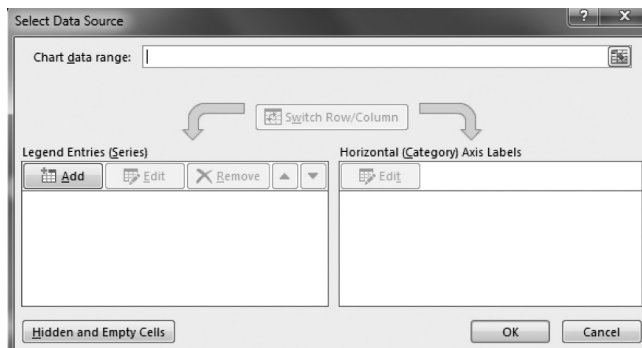 Select Data Source
? X
Chart data range:
Switch Row/Column
Legend Entries (Series)
Horizontal (Category) Axis Labels
Add Edit Remove
Edit
Hidden and Empty Cells
OK Cancel